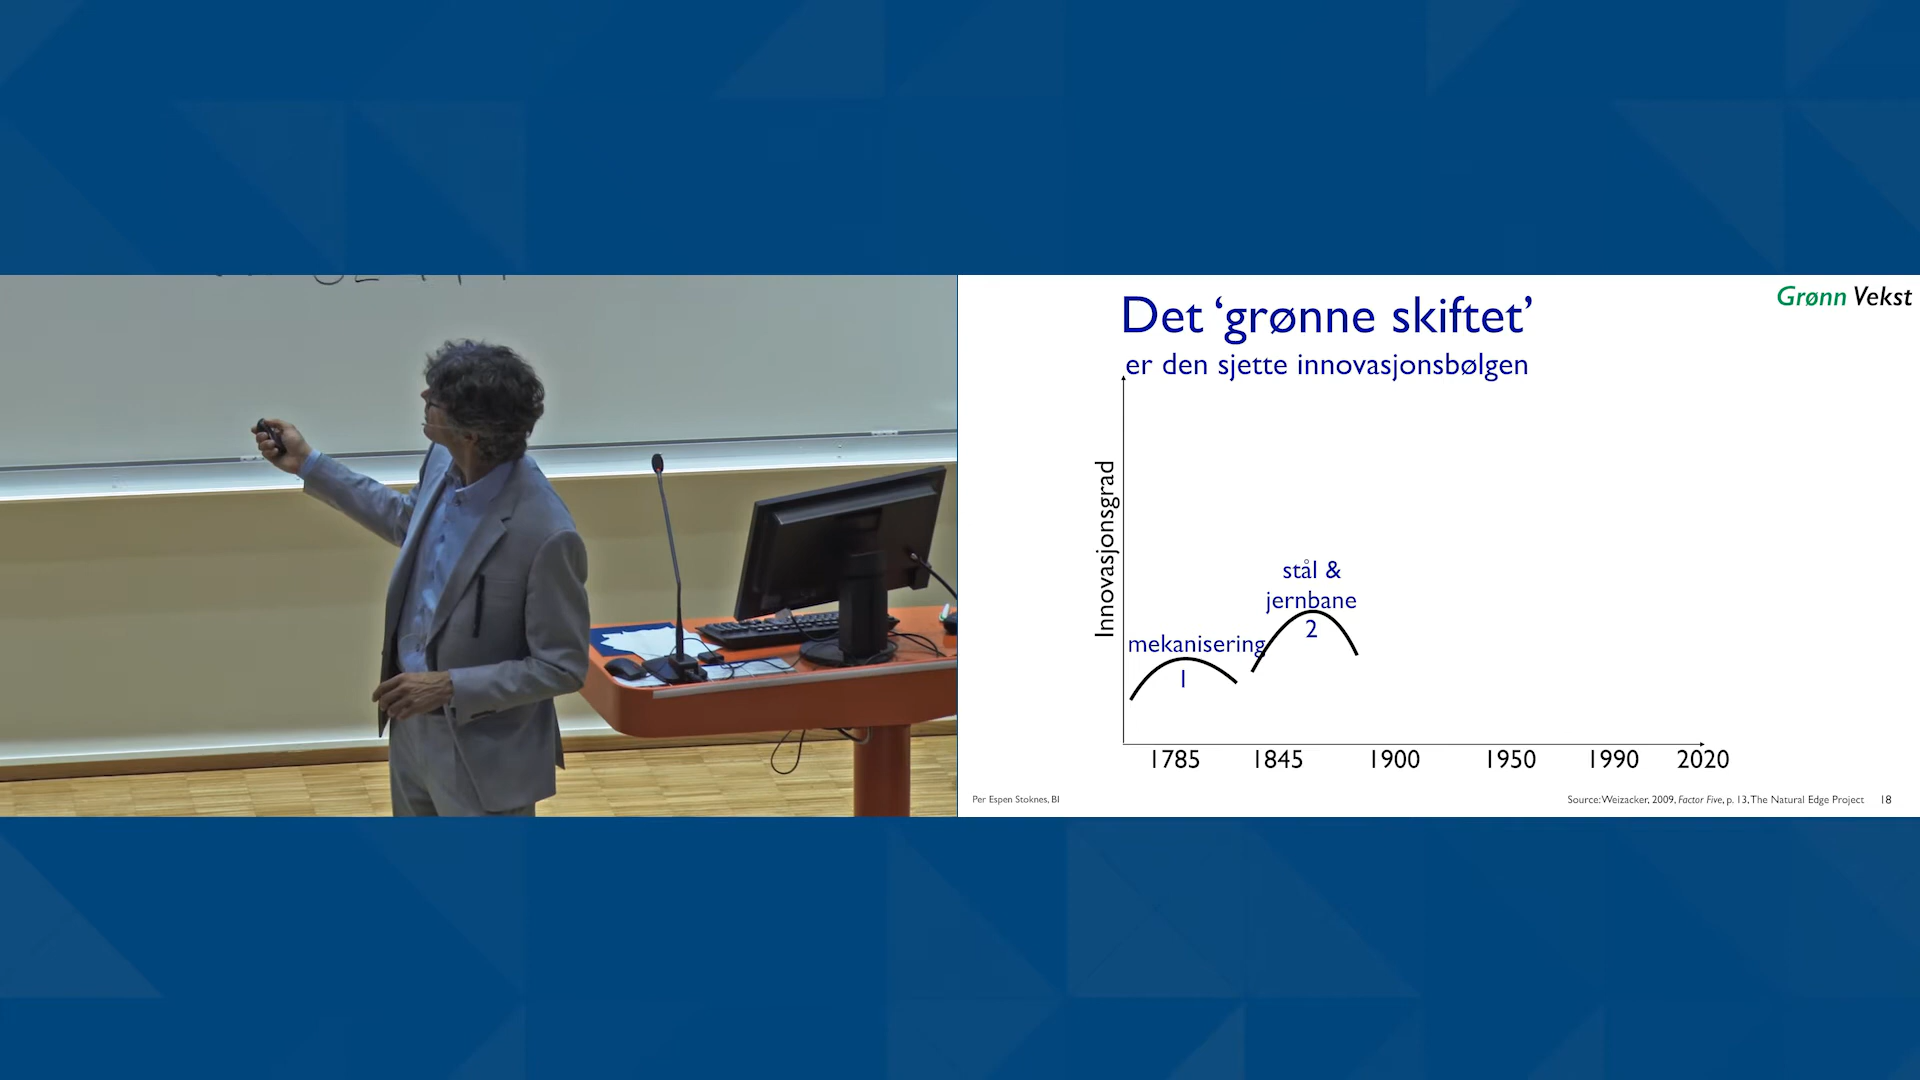 Det ‘grønne skiftet’
er den sjette innovasjonsbølgen
Grønn Vekst
Innovasjonsgrad
stål &
jernbane
2
mekanisering
1
1785 1845 1900 1950 1990 2020
Per Espen Stoknes, BI
Source: Weizacker, 2009, Factor Five, p. 13, The Natural Edge Project 18